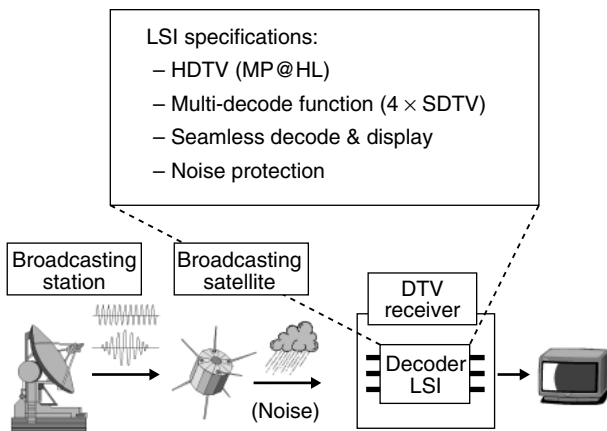 LSI specifications:
– HDTV (MP@HL)
– Multi-decode function (4 × SDTV)
– Seamless decode & display
– Noise protection
Broadcasting
station
Broadcasting
satellite
DTV
receiver
Decoder
LSI
(Noise)